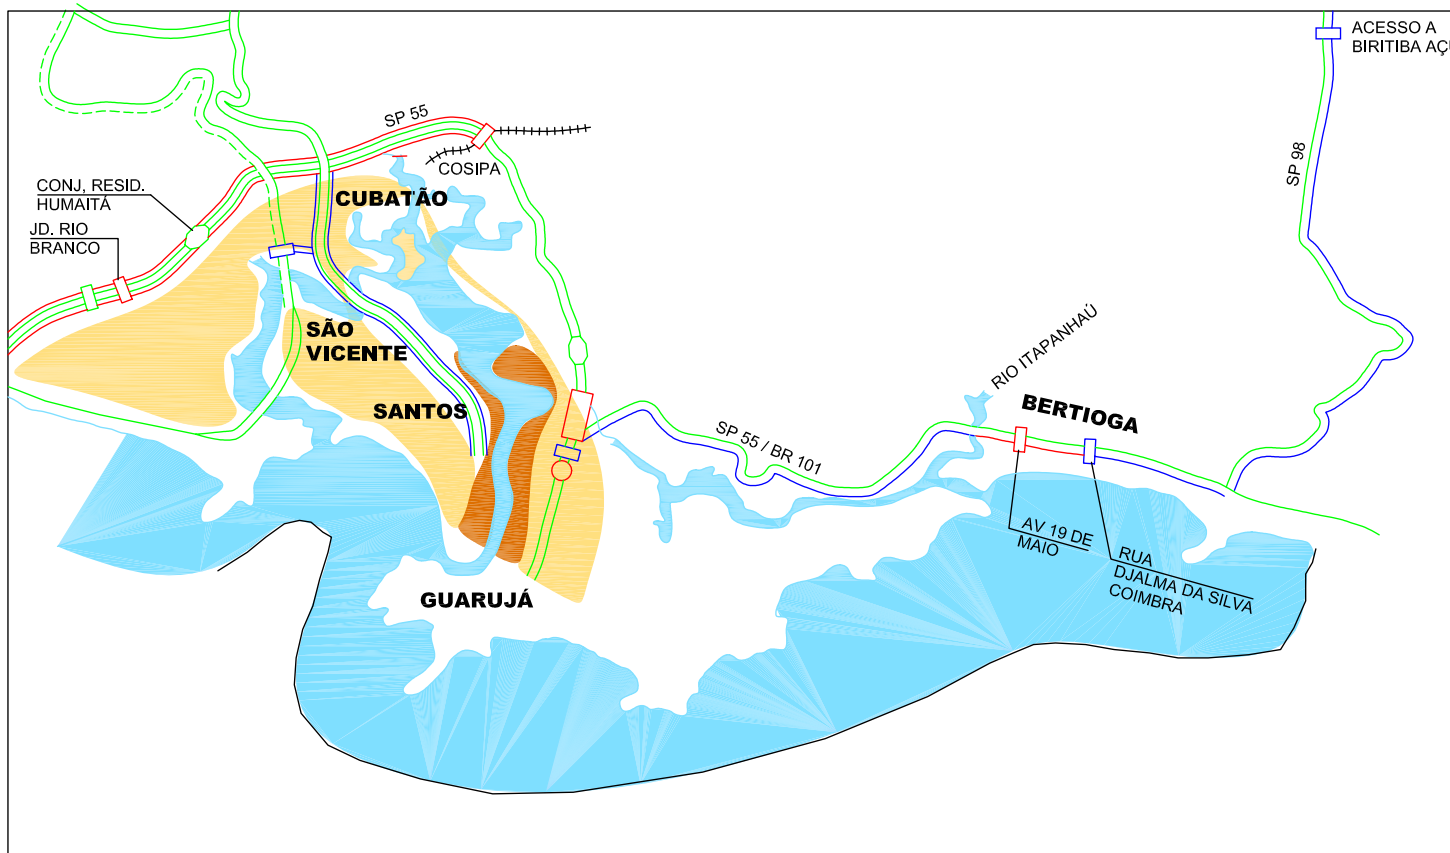 ACESSO A
BIRITIBA AÇU
SP 55
COSIPA
SP 98
CONJ, RESID.
HUMAITÁ
CUBATÃO
JD. RIO
BRANCO
SÃO
VICENTE
RIO ITAPANHAÚ
SANTOS
BERTIOGA
SP 55 / BR 101
AV 19 DE
MAIO
RUA
DJALMA DA SILVA
COIMBRA
GUARUJÁ